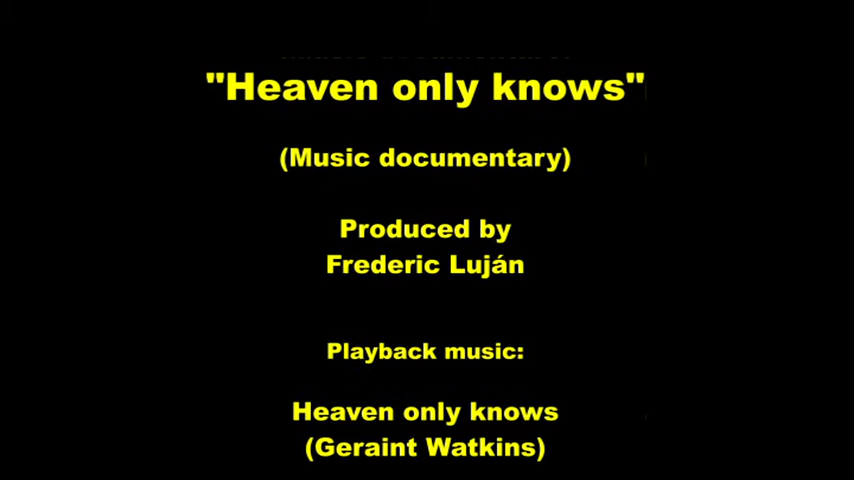 "Heaven only knows"
(Music documentary)
Produced by
Frederic Luján
Playback music:
Heaven only knows
(Geraint Watkins)